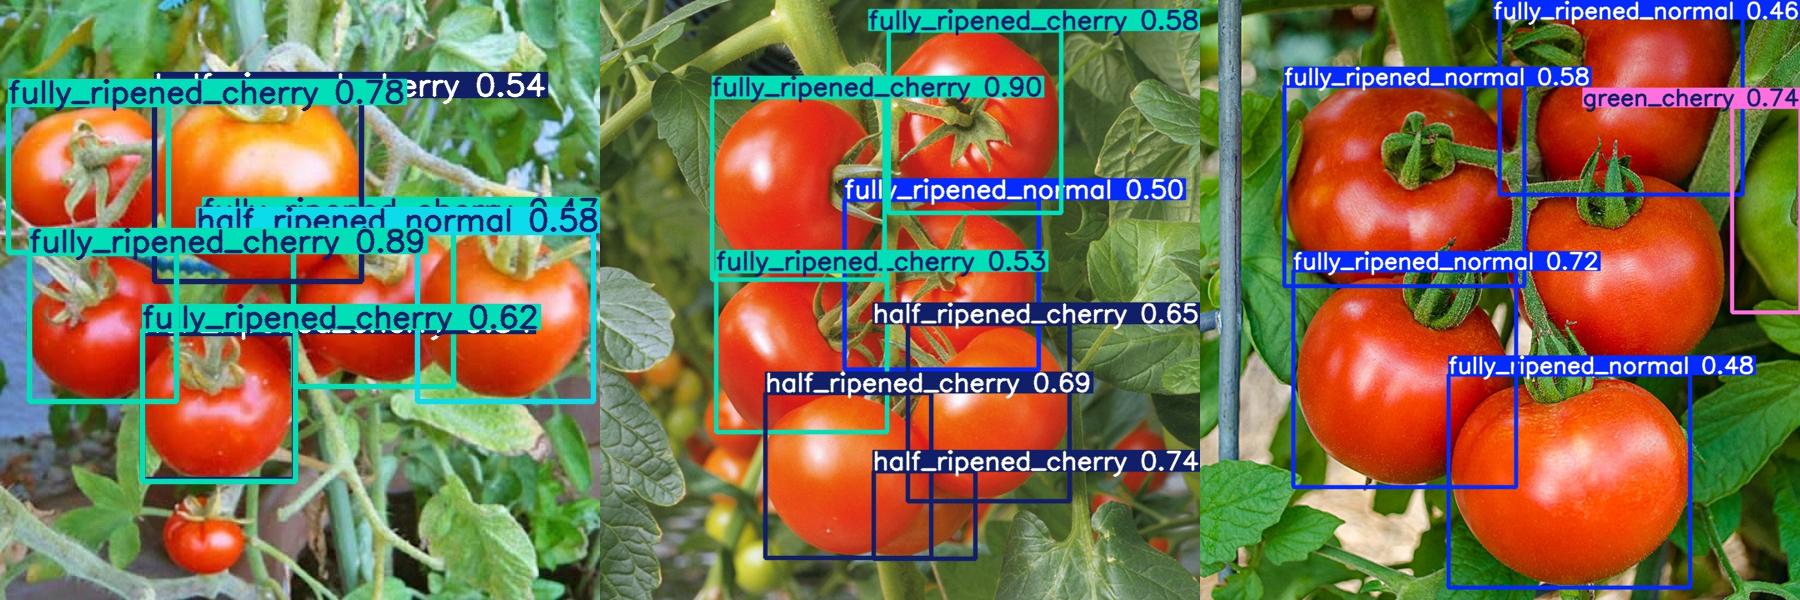 erry 0.54
fully_ripened_cherry 0.78
half_ripened_normal 0.58
fully_ripened_cherry 0.89
fully_ripened_cherry 0.62
fully_ripened_cherry 0.58
fully_ripened_cherry 0.90
fully_ripened_normal 0.50
fully_ripened_cherry 0.53
half_ripened_cherry 0.65
half_ripened_cherry 0.69
half_ripened_cherry 0.74
fully_ripened_normal 0.46
fully_ripened_normal 0.58
green_cherry 0.74
fully_ripened_normal 0.72
fully_ripened_normal 0.48